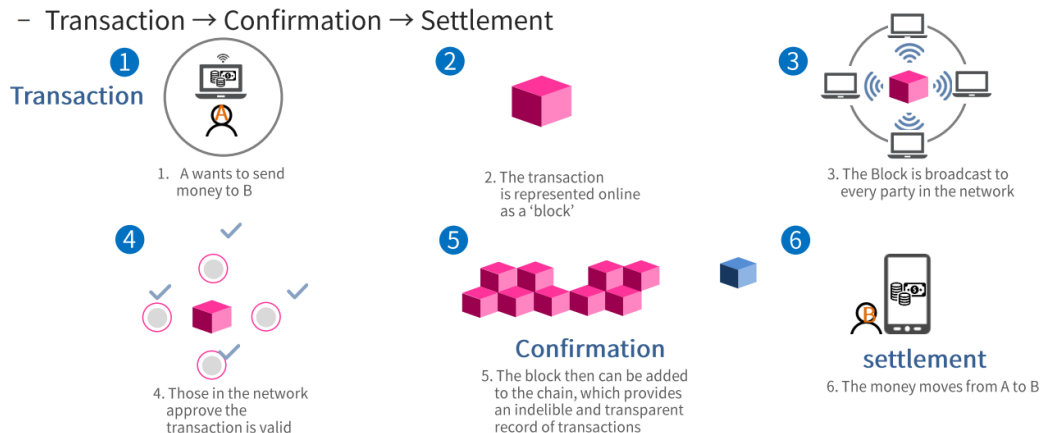 – Transaction → Confirmation → Settlement
1
Transaction
A
1. A wants to send
money to B
2
2. The transaction
is represented online
as a ‘block’
3
3. The Block is broadcast to
every party in the network
4
4. Those in the network
approve the
transaction is valid
5
Confirmation
5. The block then can be added
to the chain, which provides
an indelible and transparent
record of transactions
6
B
settlement
6. The money moves from A to B